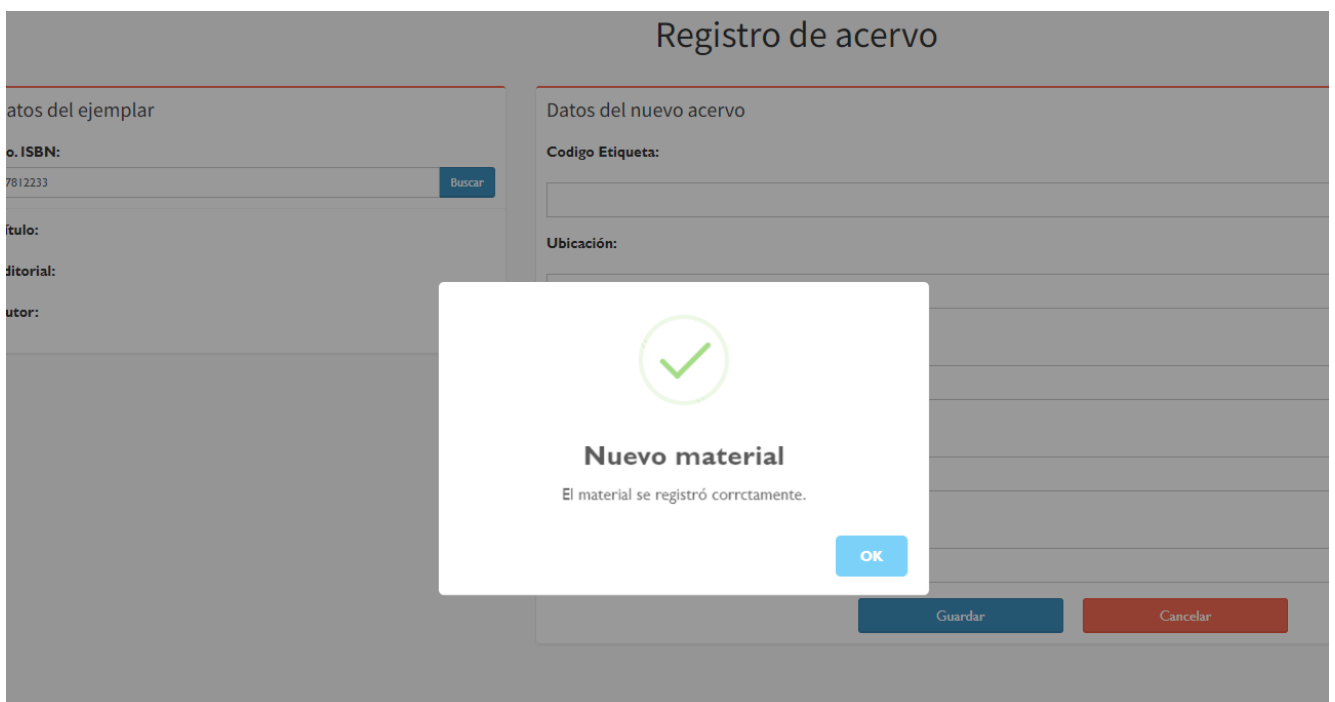 Registro de acervo
atos del ejemplar
o. ISBN:
7812233
Buscar
ítulo:
ditorial:
utor:
Datos del nuevo acervo
Codigo Etiqueta:
Ubicación:
Nuevo material
El material se registró corrctamente.
OK
Guardar
Cancelar